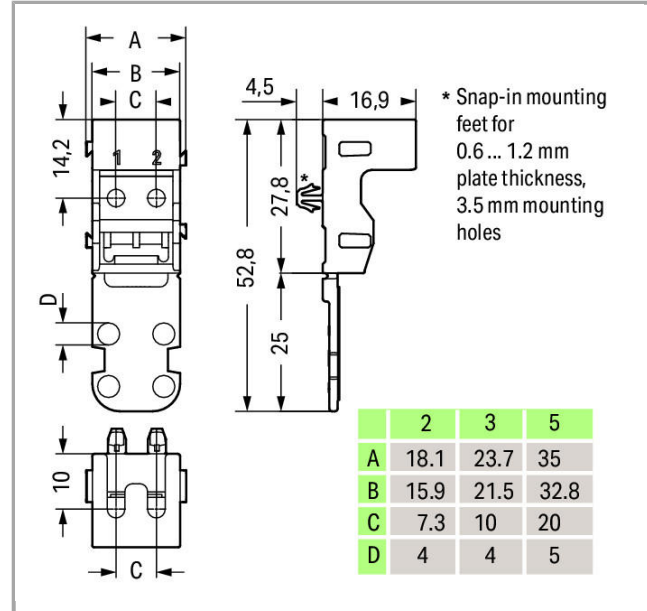 A
B
C
4,5
16,9
* Snap-in mounting
feet for
0.6 ... 1.2 mm
plate thickness,
3.5 mm mounting
holes
14,2
1 2
*
27,8
52,8
D
25
10
C
2 3 5
A 18.1 23.7 35
B 15.9 21.5 32.8
C 7.3 10 20
D 4 4 5